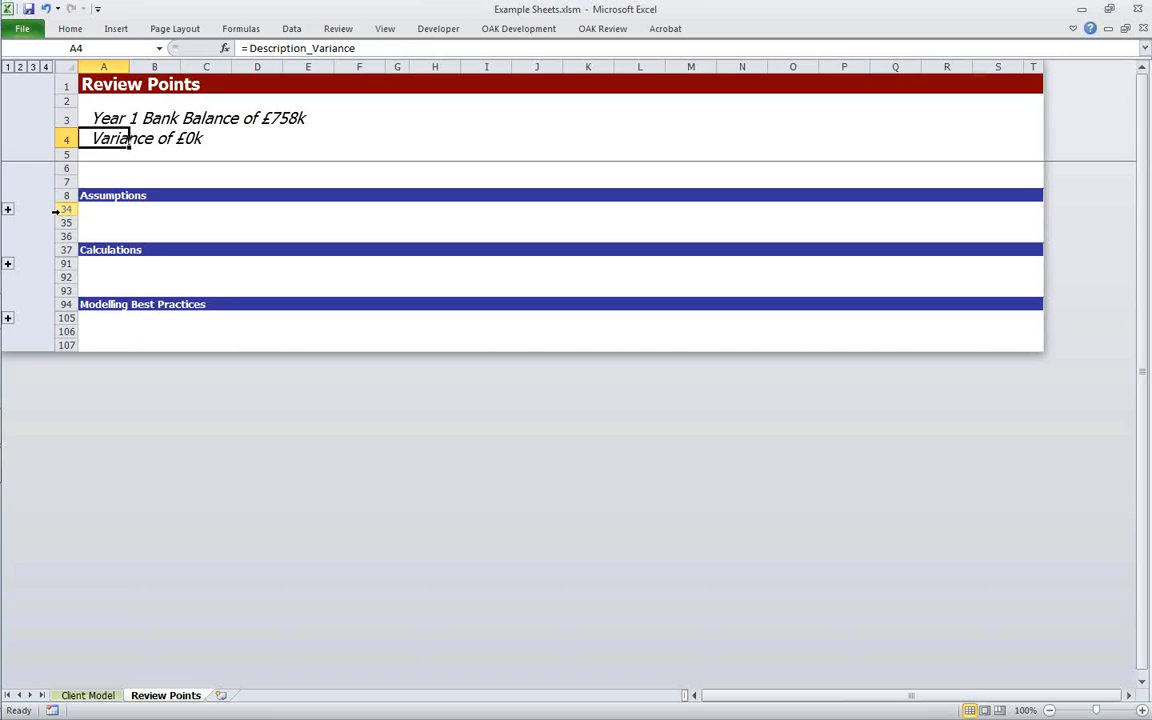 Example Sheets.xlsm - Microsoft Excel
File Home Insert Page Layout Formulas Data Review View Developer OAK Development OAK Review Acrobat
A4 fx =Description_Variance
1 2 3 4 A B C D E F G H I J K L M N O P Q R S T
1 Review Points
2
3 Year 1 Bank Balance of £758k
4 Variance of £0k
5
6
7
8 Assumptions
34
35
36
37 Calculations
91
92
93
94 Modelling Best Practices
105
106
107
Client Model Review Points
Ready 100%